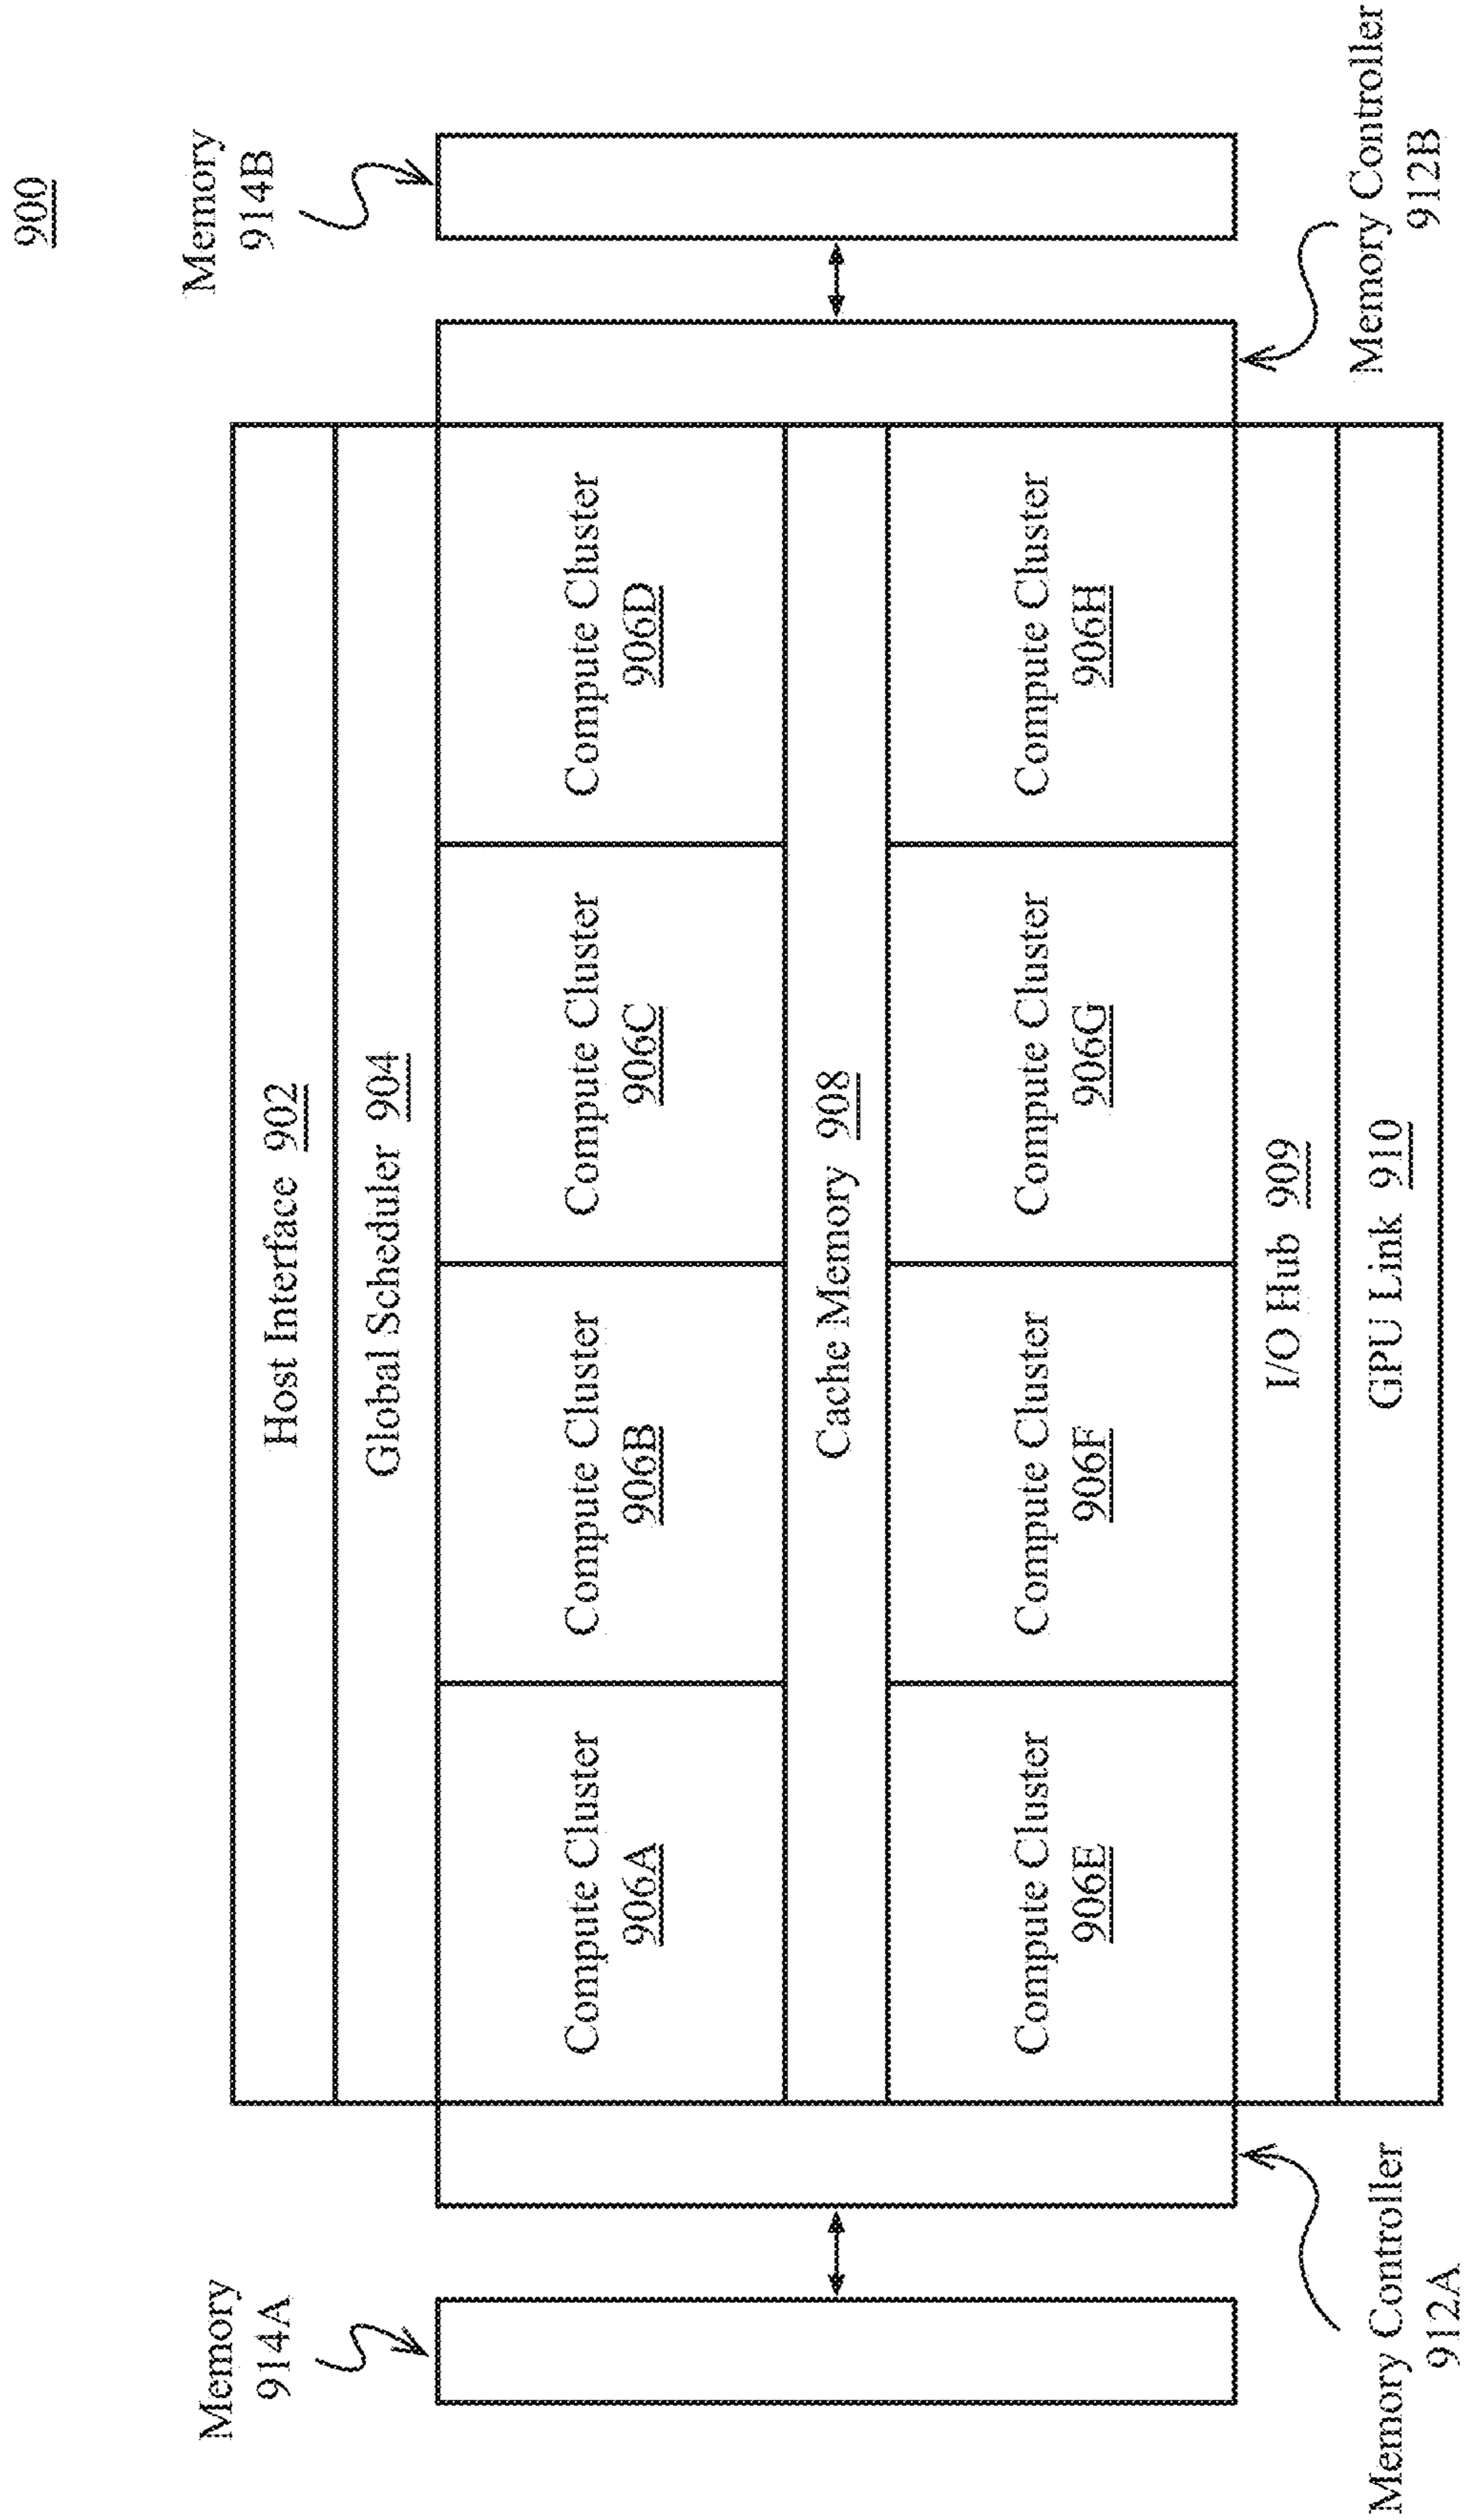 900
Memory
914B
Memory
914A
Host Interface 902
Global Scheduler 904
Compute Cluster
906A
Compute Cluster
906B
Compute Cluster
906C
Compute Cluster
906D
Cache Memory 908
Compute Cluster
906E
Compute Cluster
906F
Compute Cluster
906G
Compute Cluster
906H
I/O Hub 909
GPU Link 910
Memory Controller
912A
Memory Controller
912B